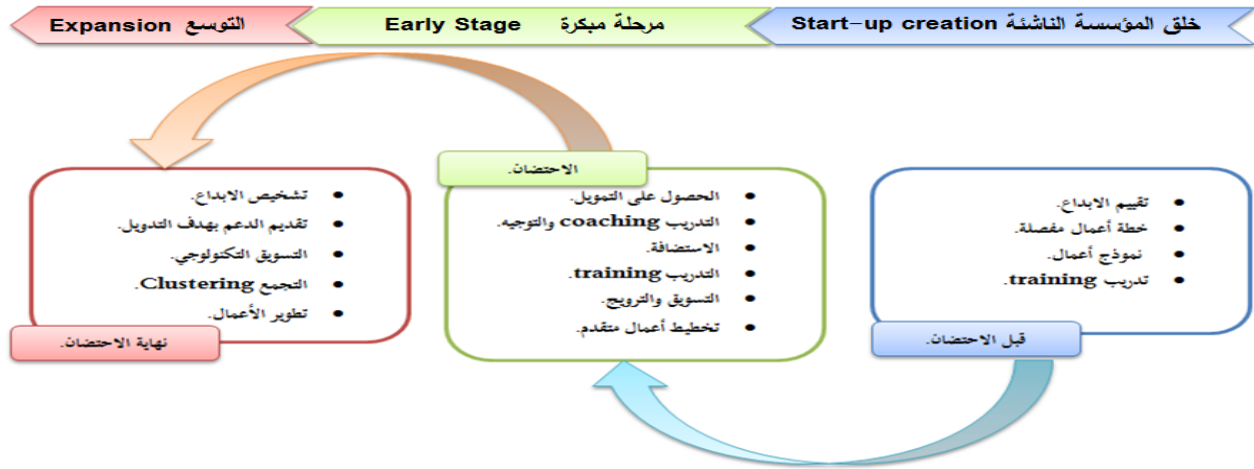 خلق المؤسسة الناشئة Start-up creation
مرحلة مبكرة Early Stage
التوسع Expansion
تقييم الابداع.
خطة أعمال مفصلة.
نموذج أعمال.
تدريب training.
قبل الاحتضان.
الاحتضان.
الحصول على التمويل.
التدريب coaching والتوجيه.
الاستضافة.
التدريب training.
التسويق والترويج.
تخطيط أعمال متقدم.
تشخيص الابداع.
تقديم الدعم بهدف التدويل.
التسويق التكنولوجي.
التجمع Clustering.
تطوير الأعمال.
نهاية الاحتضان.